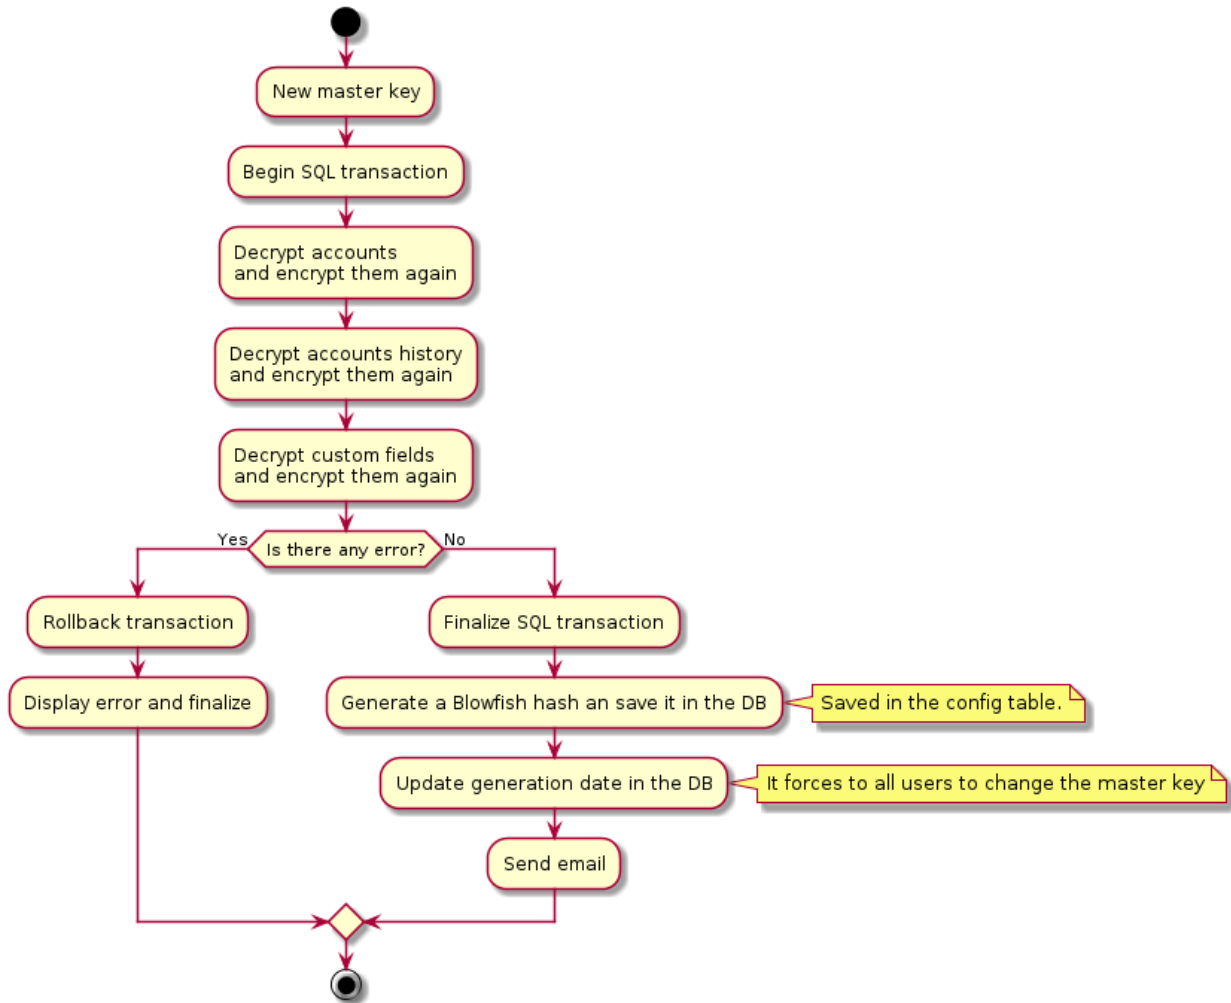 New master key
Begin SQL transaction
Decrypt accounts
and encrypt them again
Decrypt accounts history
and encrypt them again
Decrypt custom fields
and encrypt them again
Yes
Is there any error?
No
Rollback transaction
Finalize SQL transaction
Display error and finalize
Generate a Blowfish hash an save it in the DB
Saved in the config table.
Update generation date in the DB
It forces to all users to change the master key
Send email